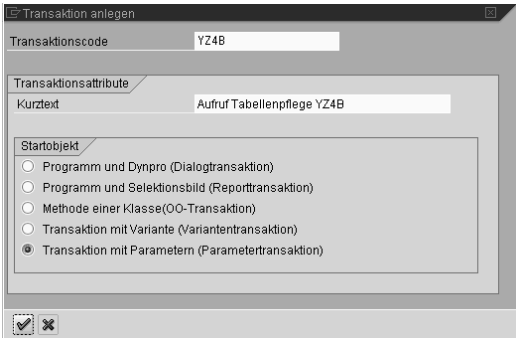 Transaktion anlegen
Transaktionscode YZ4B
Transaktionsattribute
Kurztext Aufruf Tabellenpflege YZ4B
Startobjekt
Programm und Dynpro (Dialogtransaktion)
Programm und Selektionsbild (Reporttransaktion)
Methode einer Klasse(OO-Transaktion)
Transaktion mit Variante (Variantentransaktion)
Transaktion mit Parametern (Parametertransaktion)